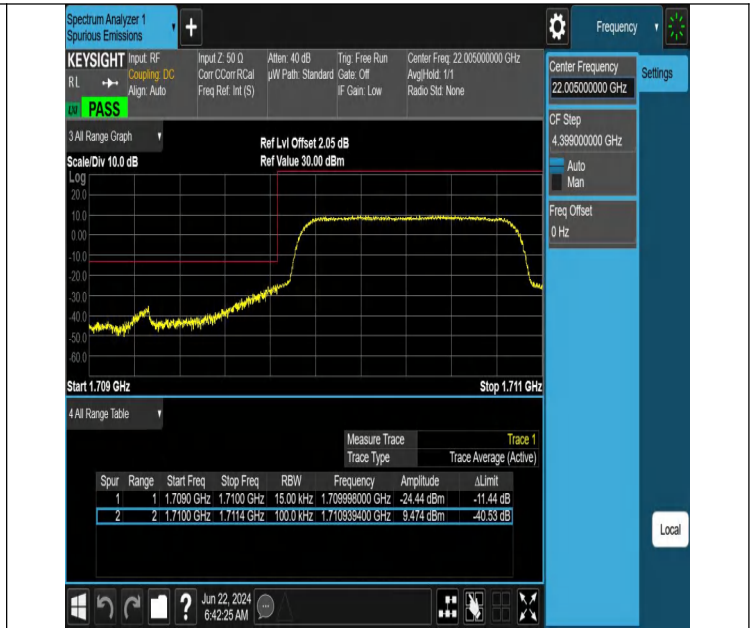 Spectrum Analyzer 1
Spurious Emissions
Frequency
KEYSIGHT Input: RF Input Z: 50 Ω Atten: 40 dB Trig: Free Run Center Freq: 22.005000000 GHz
RL Coupling: DC Corr CCorr RCal µW Path: Standard Gate: Off Avg|Hold: 1/1
Align: Auto Freq Ref: Int (S) IF Gain: Low Radio Std: None
LXI PASS
Center Frequency
22.005000000 GHz
Settings
CF Step
4.399000000 GHz
Auto
Man
Freq Offset
0 Hz
Local
3 All Range Graph
Ref Lvl Offset 2.05 dB
Scale/Div 10.0 dB Ref Value 30.00 dBm
Log
20.0
10.0
0.00
-10.0
-20.0
-30.0
-40.0
-50.0
-60.0
Start 1.709 GHz Stop 1.711 GHz
4 All Range Table
Measure Trace Trace 1
Trace Type Trace Average (Active)
Spur Range Start Freq Stop Freq RBW Frequency Amplitude ΔLimit
1 1 1.7090 GHz 1.7100 GHz 15.00 kHz 1.709998000 GHz -24.44 dBm -11.44 dB
2 2 1.7100 GHz 1.7114 GHz 100.0 kHz 1.710939400 GHz 9.474 dBm -40.53 dB
Jun 22, 2024
6:42:25 AM